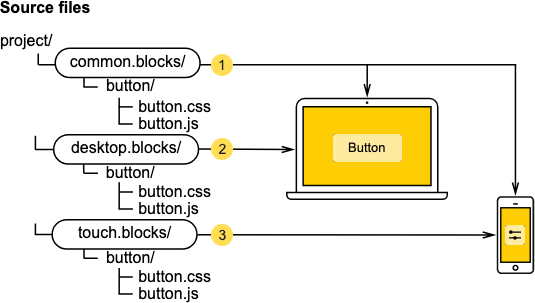 Source files
project/
common.blocks/
1
button/
button.css
button.js
desktop.blocks/
2
Button
button/
button.css
button.js
touch.blocks/
3
button/
button.css
button.js